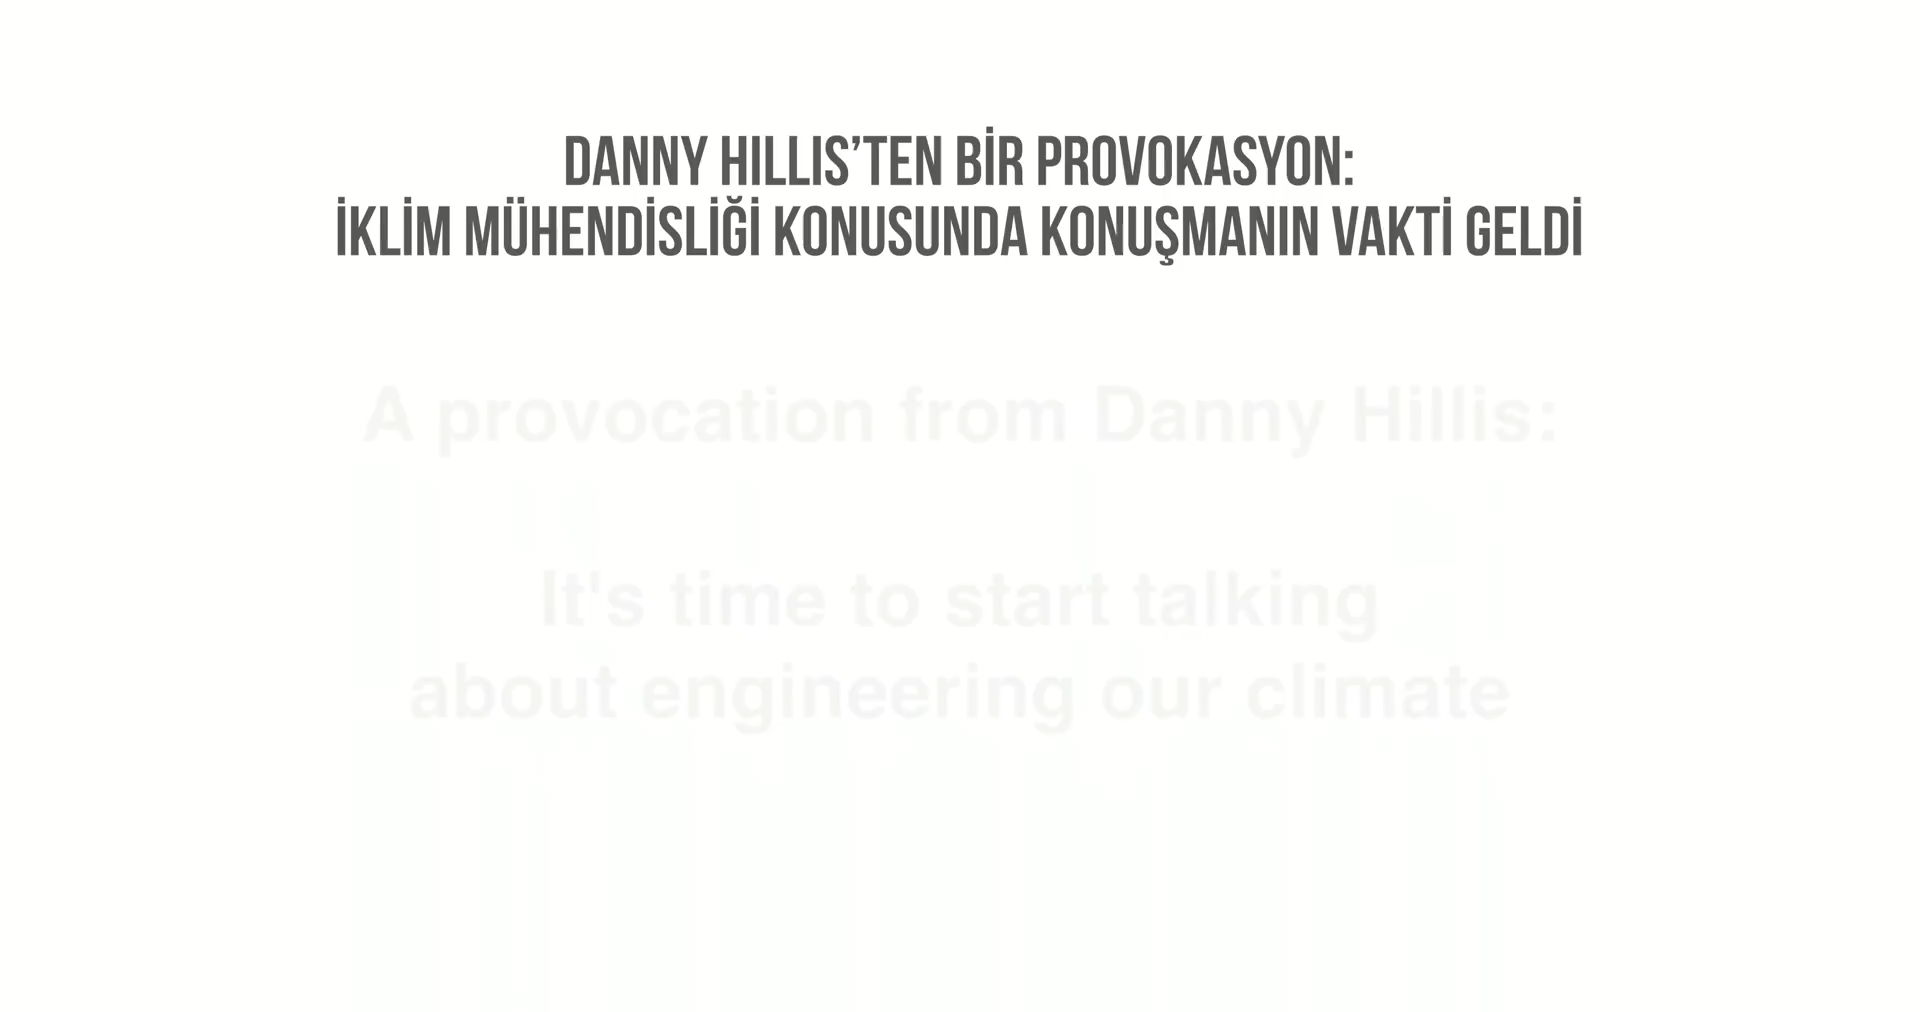 DANNY HILLIS’TEN BİR PROVOKASYON:
İKLİM MÜHENDİSLİĞİ KONUSUNDA KONUŞMANIN VAKTİ GELDİ
A provocation from Danny Hillis:
It's time to start talking
about engineering our climate